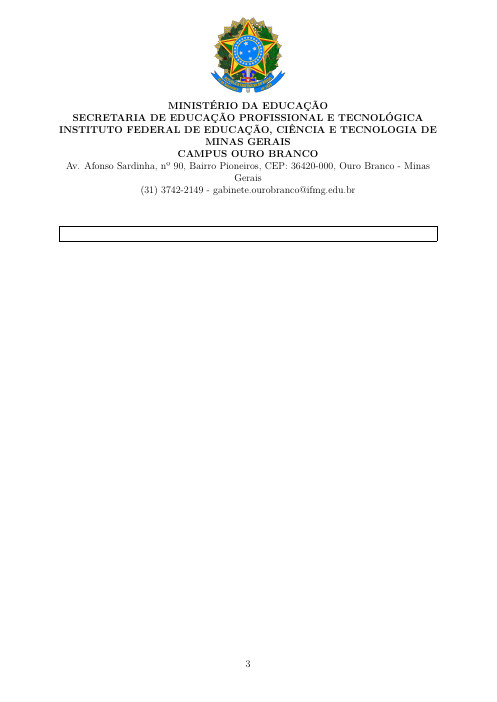 MINISTÉRIO DA EDUCAÇÃO
SECRETARIA DE EDUCAÇÃO PROFISSIONAL E TECNOLÓGICA
INSTITUTO FEDERAL DE EDUCAÇÃO, CIÊNCIA E TECNOLOGIA DE
MINAS GERAIS
CAMPUS OURO BRANCO
Av. Afonso Sardinha, nº 90, Bairro Pioneiros, CEP: 36420-000, Ouro Branco - Minas
Gerais
(31) 3742-2149 - gabinete.ourobranco@ifmg.edu.br
3